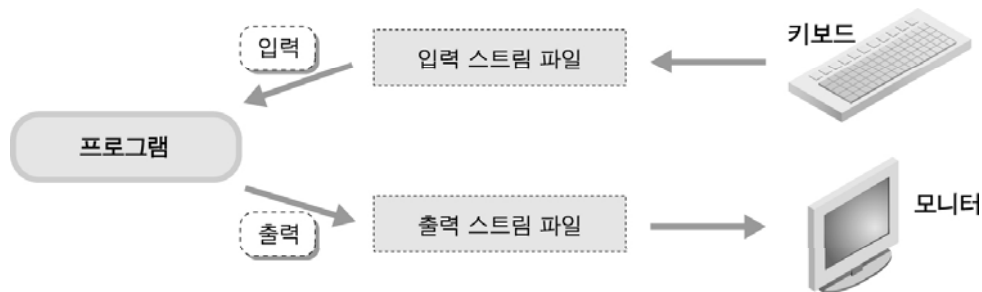 키보드
입력
입력 스트림 파일
프로그램
출력
출력 스트림 파일
모니터